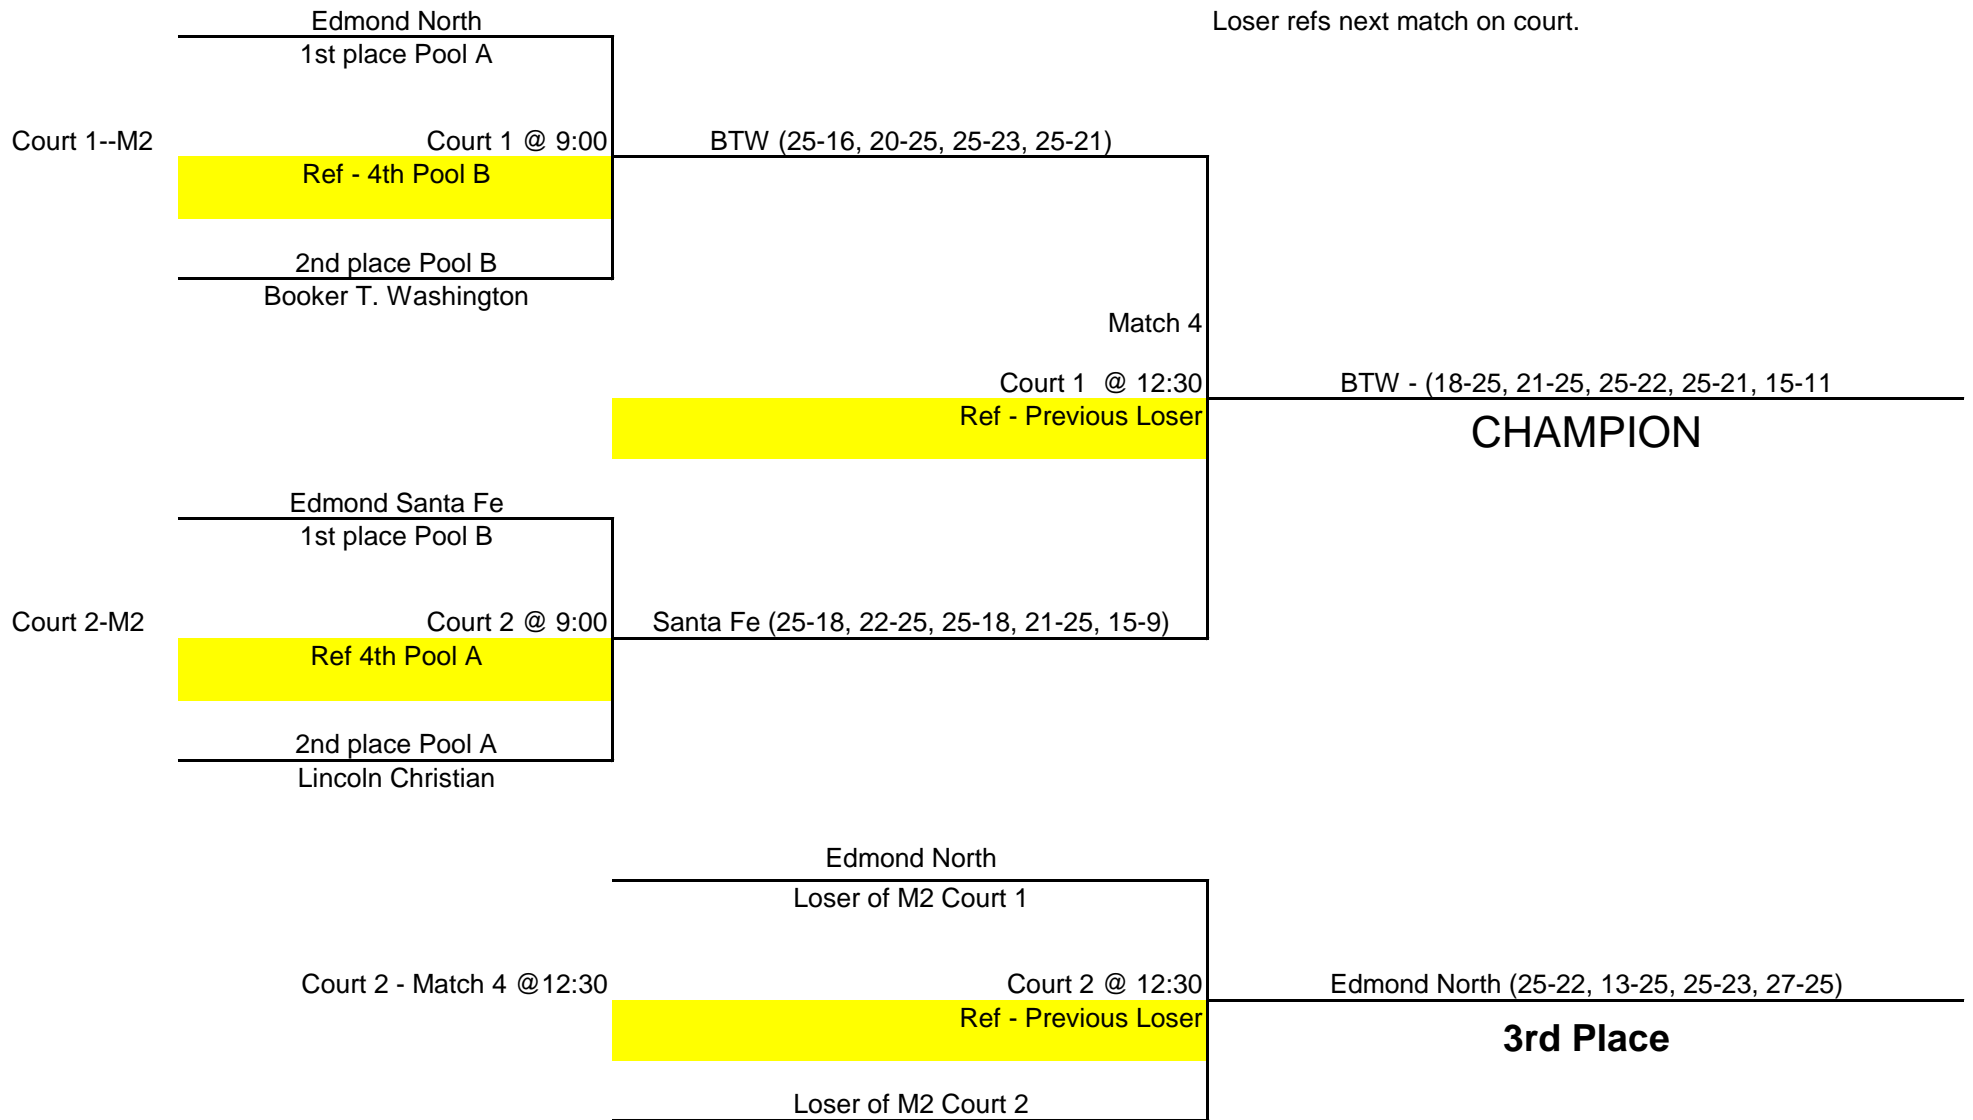 Edmond North
Loser refs next match on court.
1st place Pool A
Court 1--M2
Court 1 @ 9:00
BTW (25-16, 20-25, 25-23, 25-21)
Ref - 4th Pool B
2nd place Pool B
Booker T. Washington
Match 4
Court 1  @ 12:30
BTW - (18-25, 21-25, 25-22, 25-21, 15-11
Ref - Previous Loser
CHAMPION
Edmond Santa Fe
1st place Pool B
Court 2-M2
Court 2 @ 9:00
Santa Fe (25-18, 22-25, 25-18, 21-25, 15-9)
Ref 4th Pool A
2nd place Pool A
Lincoln Christian
Edmond North
Loser of M2 Court 1
Court 2 - Match 4 @12:30
Court 2 @ 12:30
Edmond North (25-22, 13-25, 25-23, 27-25)
Ref - Previous Loser
3rd Place
Loser of M2 Court 2